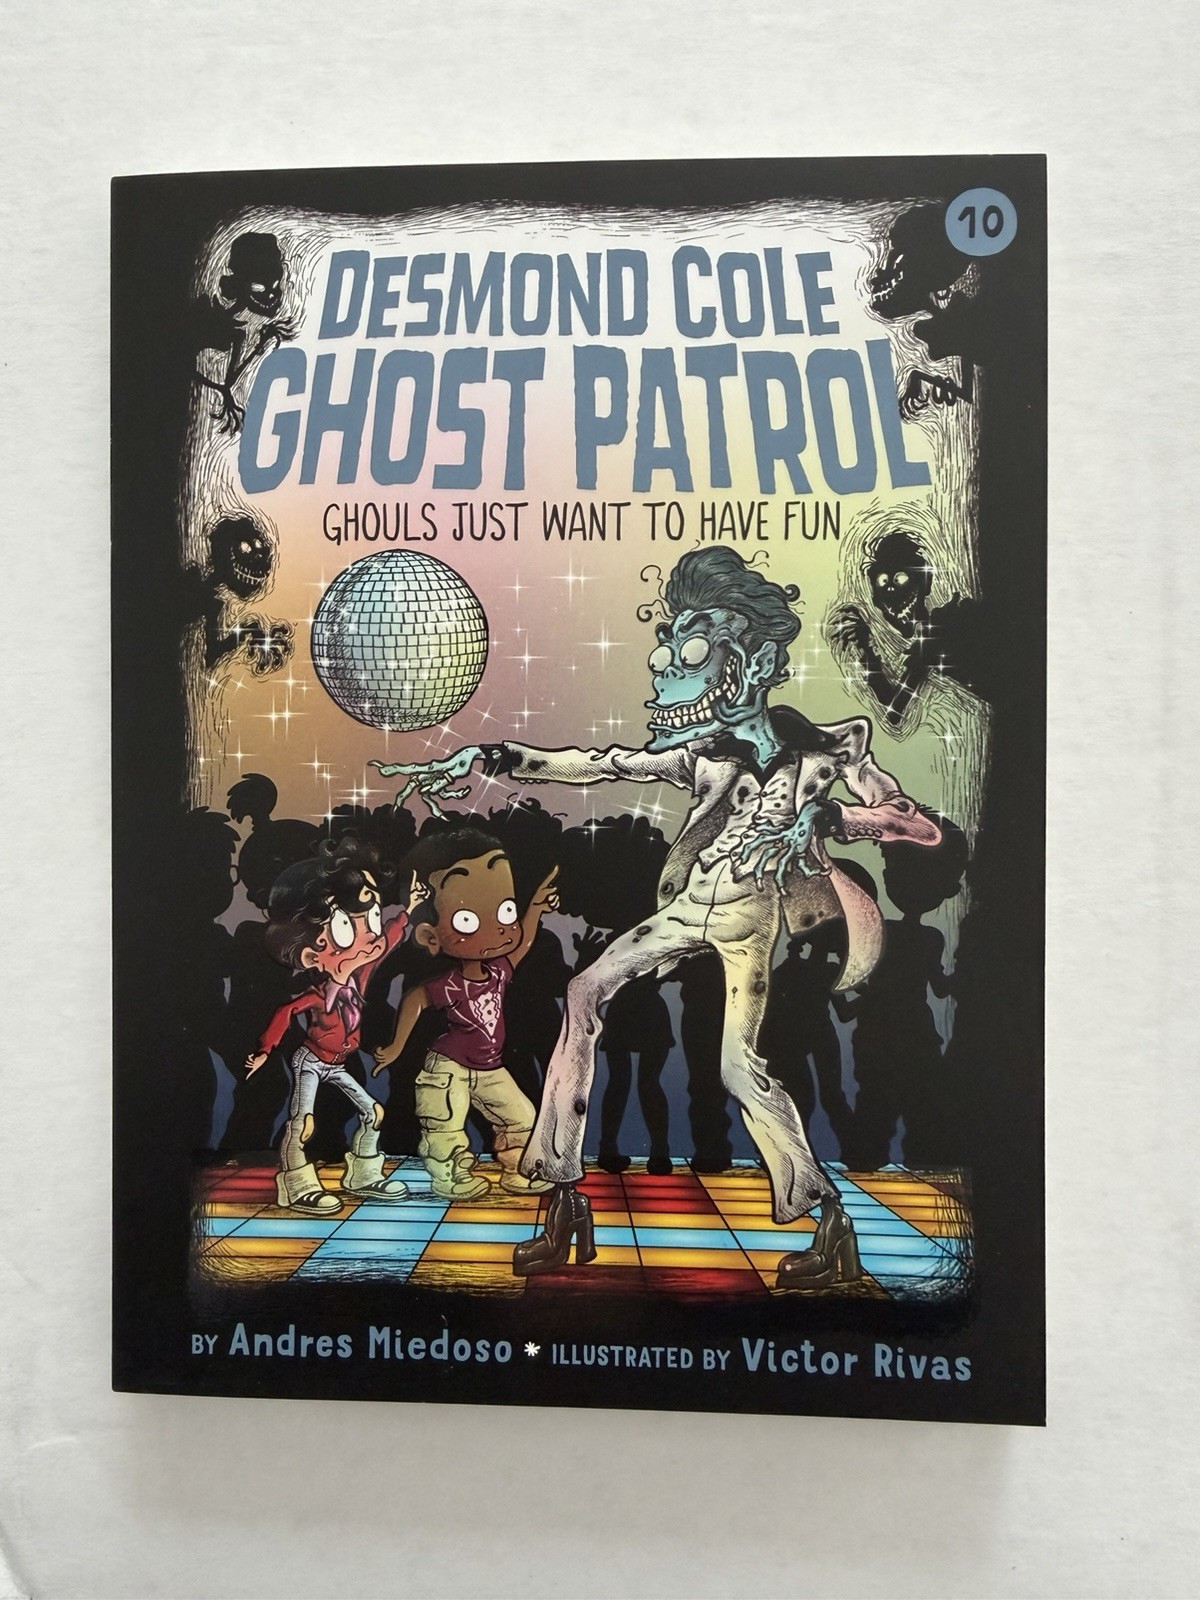 10
DESMOND COLE
GHOST PATROL
GHOULS JUST WANT TO HAVE FUN
BY Andres Miedoso * ILLUSTRATED BY Victor Rivas